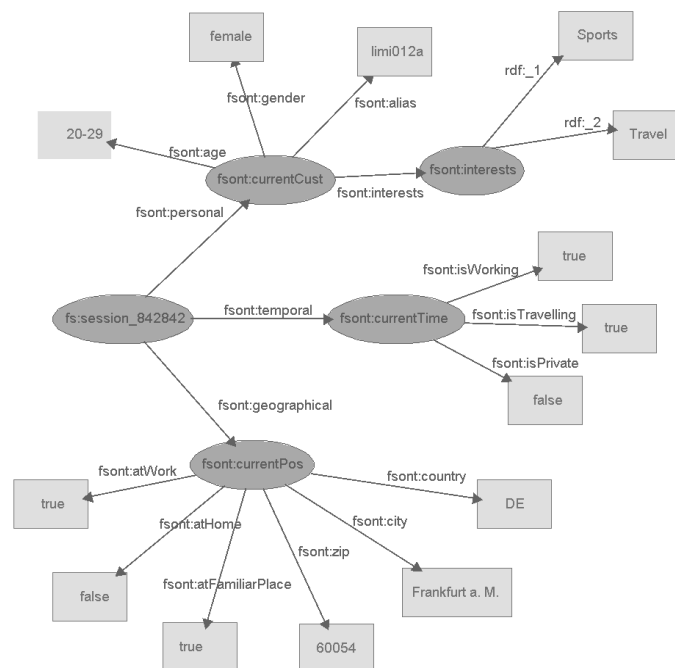 female
Sports
limi012a
rdf:_1
fsont:gender
fsont:alias
20-29
rdf:_2
Travel
fsont:age
fsont:currentCust
fsont:interests
fsont:interests
fsont:personal
true
fsont:isWorking
fs:session_842842
fsont:temporal
fsont:currentTime
fsont:isTravelling
true
fsont:isPrivate
false
fsont:geographical
fsont:currentPos
fsont:atWork
fsont:country
true
DE
fsont:atHome
fsont:city
fsont:zip
false
fsont:atFamiliarPlace
Frankfurt a. M.
true
60054